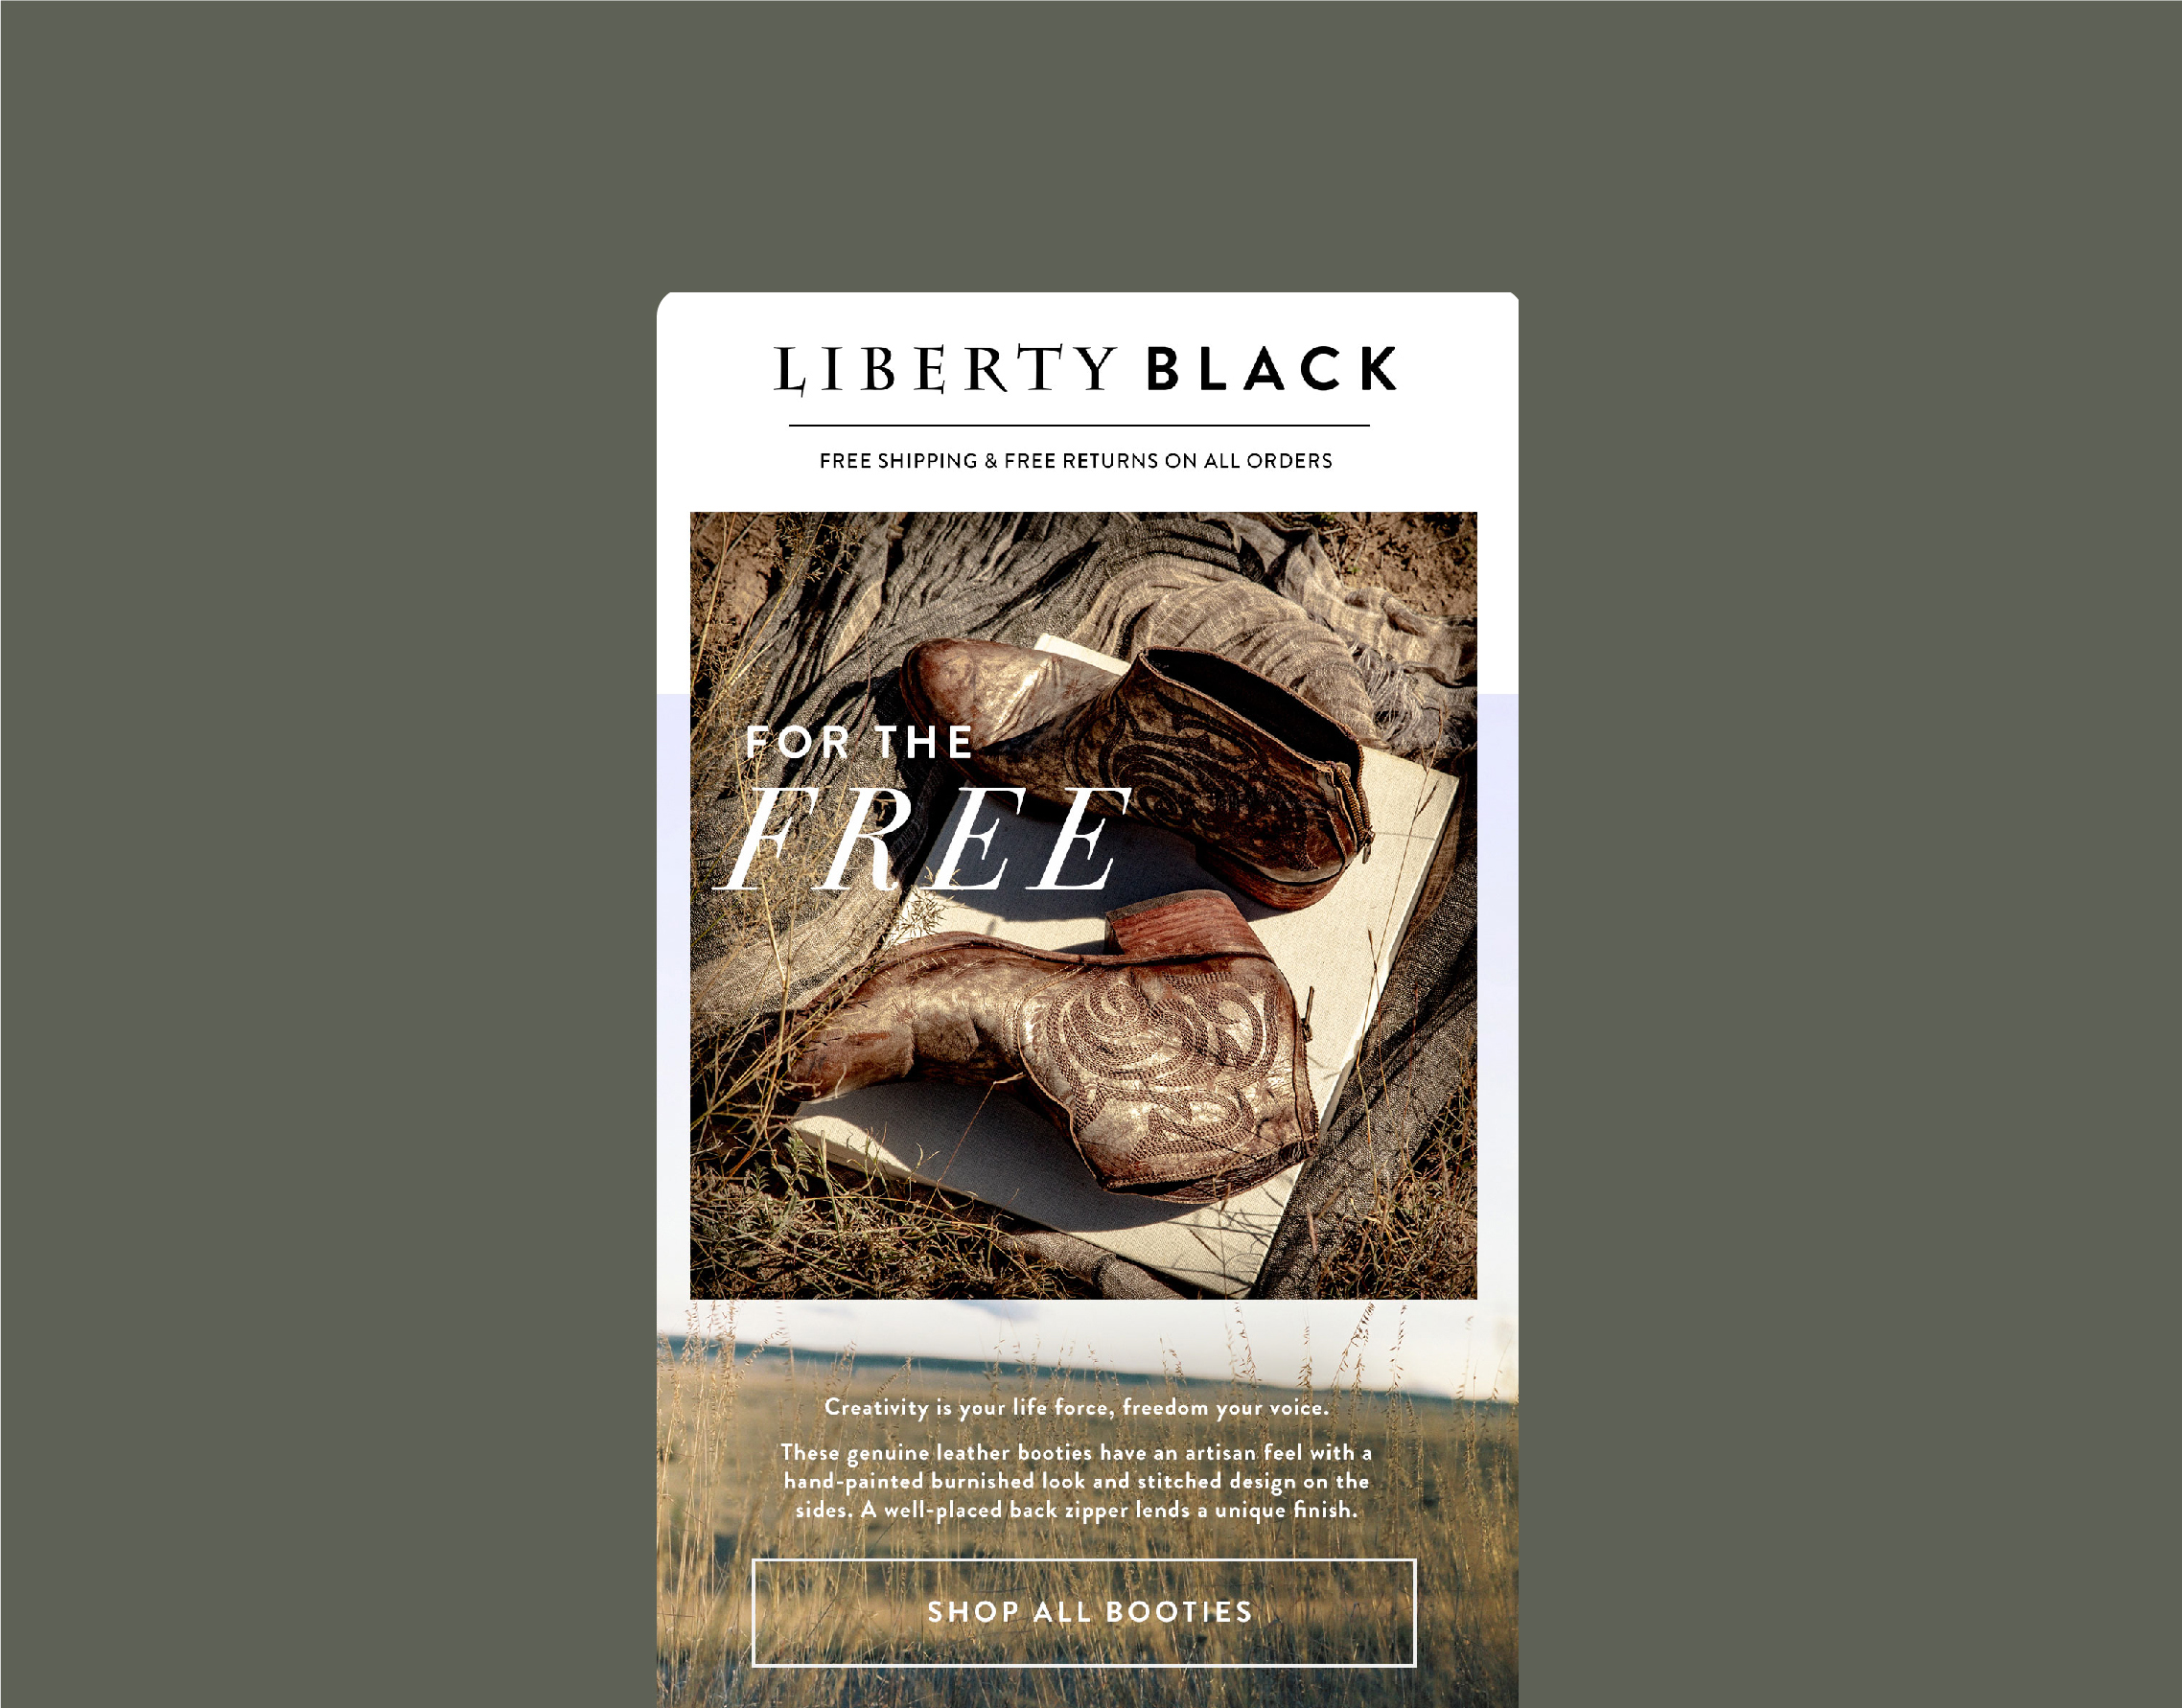 LIBERTY BLACK
FREE SHIPPING & FREE RETURNS ON ALL ORDERS
FOR THE
FREE
Creativity is your life force, freedom your voice.
These genuine leather booties have an artisan feel with a
hand-painted burnished look and stitched design on the
sides. A well-placed back zipper lends a unique finish.
SHOP ALL BOOTIES